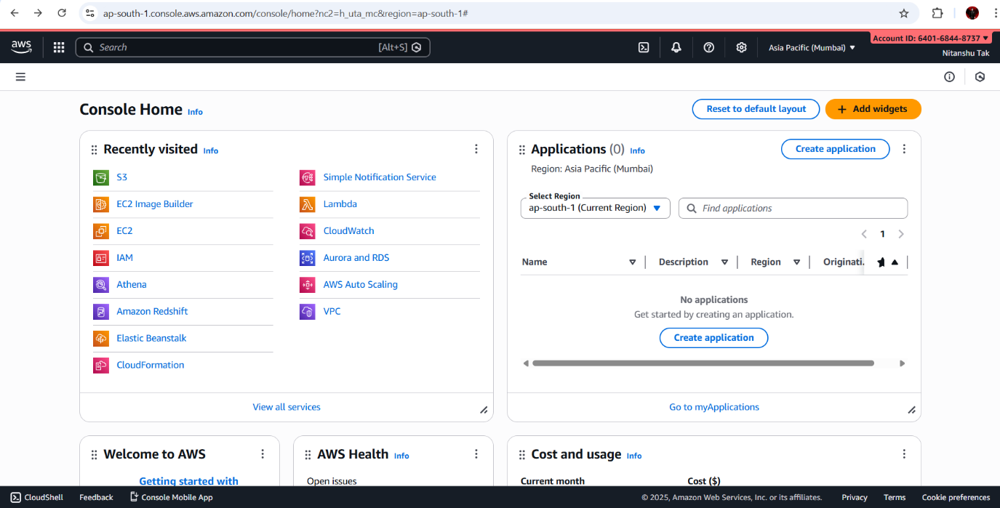 ap-south-1.console.aws.amazon.com/console/home?nc2=h_uta_mc&region=ap-south-1#
aws
Search
[Alt+S]
Asia Pacific (Mumbai)
Account ID: 6401-6844-8737
Nitanshu Tak
Console Home Info
Reset to default layout
+ Add widgets
Recently visited Info
S3
EC2 Image Builder
EC2
IAM
Athena
Amazon Redshift
Elastic Beanstalk
CloudFormation
Simple Notification Service
Lambda
CloudWatch
Aurora and RDS
AWS Auto Scaling
VPC
View all services
Applications (0) Info
Create application
Region: Asia Pacific (Mumbai)
Select Region
ap-south-1 (Current Region)
Find applications
1
Name Description Region Originati.
No applications
Get started by creating an application.
Create application
Go to myApplications
Welcome to AWS
Getting started with
AWS Health Info
Open issues
Cost and usage Info
Current month Cost ($)
CloudShell Feedback Console Mobile App © 2025, Amazon Web Services, Inc. or its affiliates. Privacy Terms Cookie preferences